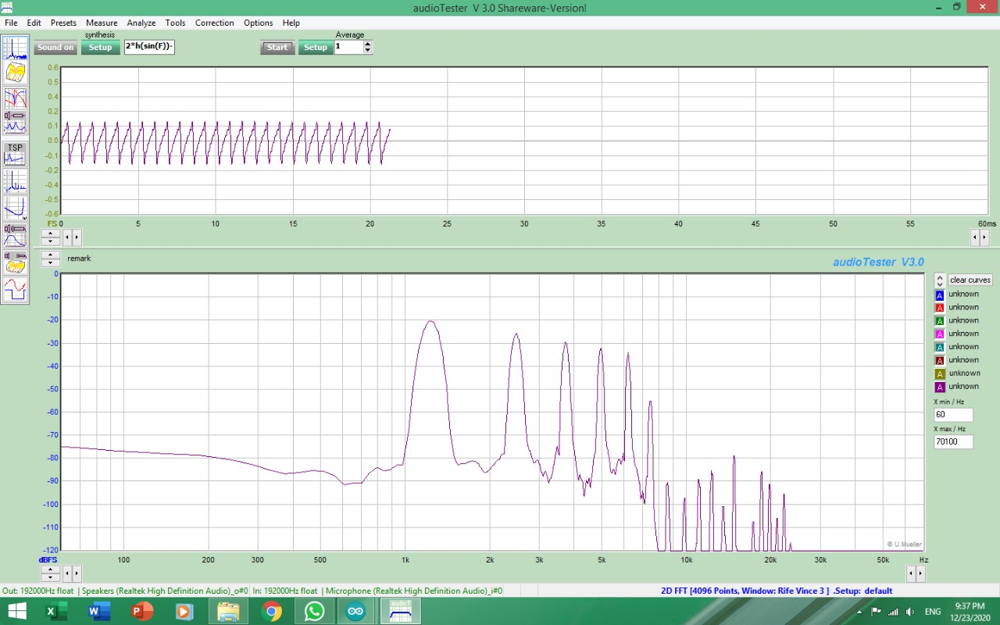 audioTester V 3.0 Shareware-Version!
File Edit Presets Measure Analyze Tools Correction Options Help
synthesis
Average
Sound on Setup 2*h(sin(F))- Start Setup 1
0.6
0.5
0.4
0.2
0.1
0.0
-0.1
-0.2
-0.4
-0.5
-0.6
FS 0 5 10 15 20 25 30 35 40 45 50 55 60ms
TSP
remark
audioTester V3.0
0
-10
-20
-30
-40
-50
-60
-70
-80
-90
-100
-110
-120
© U.Mueller
dBFS 100 200 300 500 1k 2k 3k 5k 10k 20k 30k 50k Hz
clear curves
A unknown
A unknown
A unknown
A unknown
A unknown
A unknown
A unknown
A unknown
X min / Hz
60
X max / Hz
70100
Out: 192000Hz float | Speakers (Realtek High Definition Audio)_o#0 In: 192000Hz float | Microphone (Realtek High Definition Audio)_i#0 2D FFT [4096 Points, Window: Rife Vince 3 ] .Setup: default
ENG
9:37 PM
12/23/2020